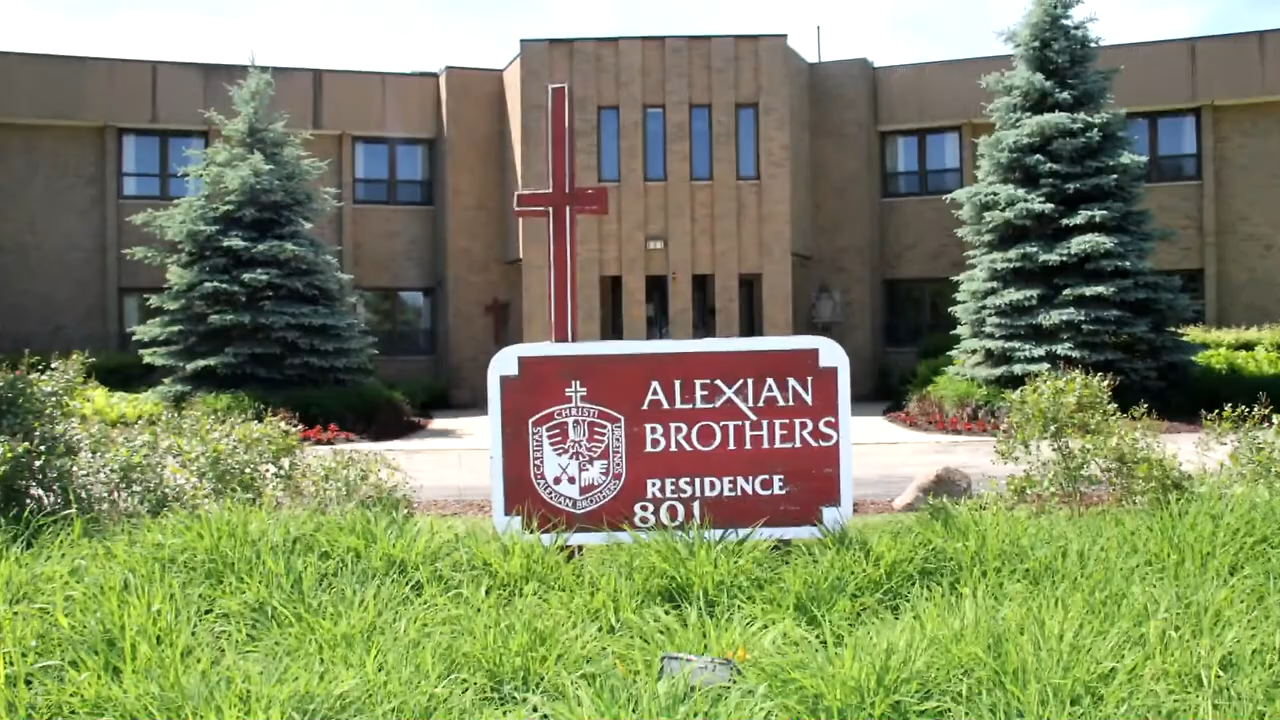 ALEXIAN
BROTHERS
RESIDENCE
801
CHRISTI
CARITAS
URGET NOS
ALEXIAN BROTHERS